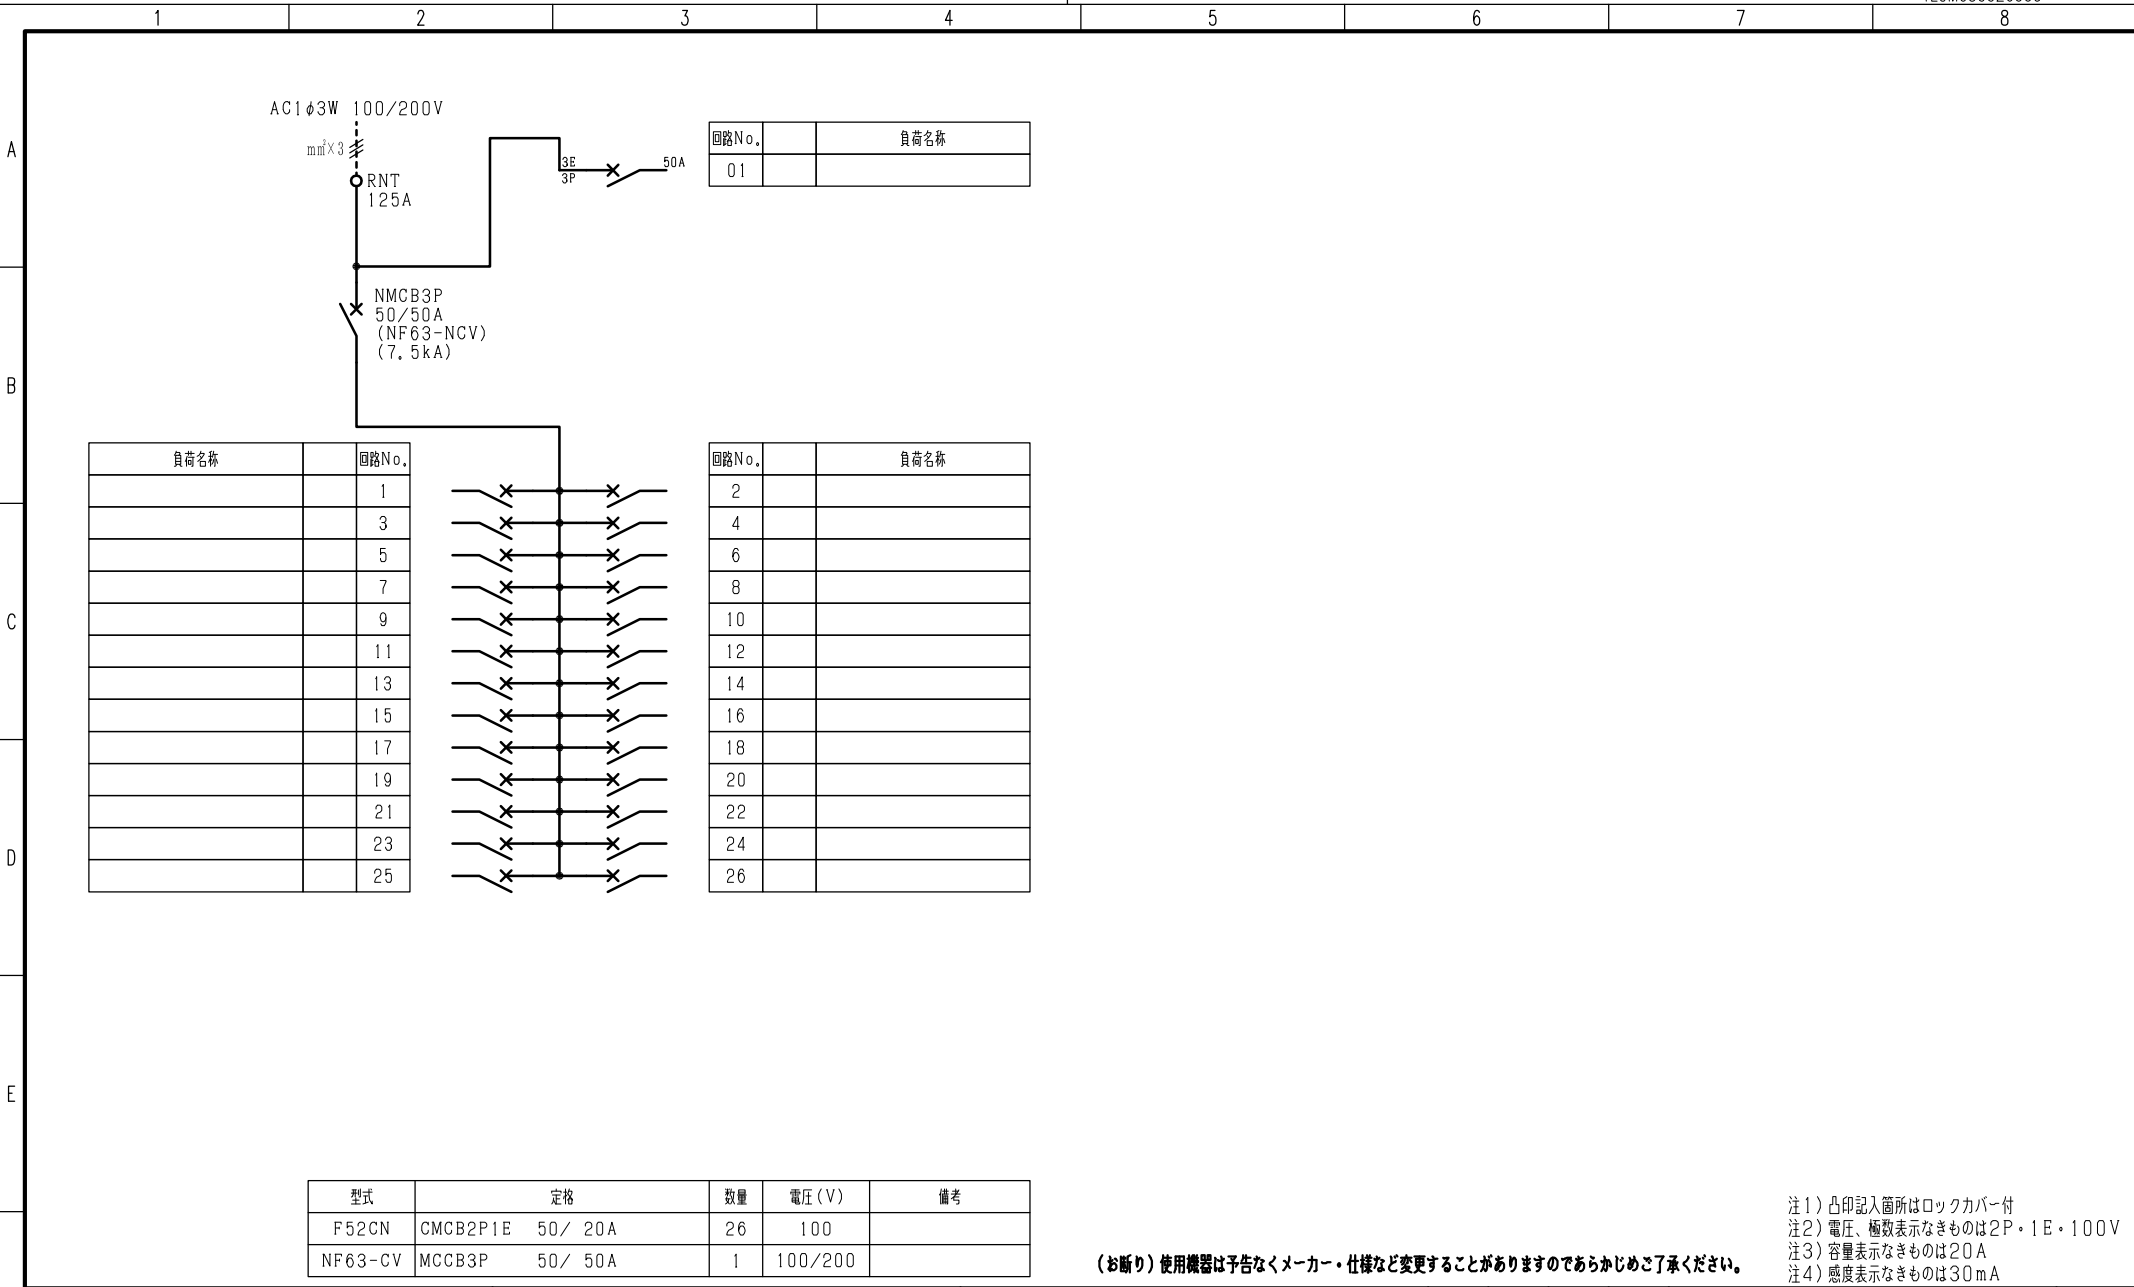 1 2 3 4 5 6 7 8
A
B
C
D
E
AC1φ3W 100/200V
mm²×3
RNT
125A
3E
3P
50A
回路No. 負荷名称
01
NMCB3P
50/50A
(NF63-NCV)
(7.5kA)
負荷名称 回路No.
1
3
5
7
9
11
13
15
17
19
21
23
25
回路No. 負荷名称
2
4
6
8
10
12
14
16
18
20
22
24
26
型式 定格 数量 電圧(V) 備考
F52CN CMCB2P1E 50/ 20A 26 100
NF63-CV MCCB3P 50/ 50A 1 100/200
(お断り)使用機器は予告なくメーカー・仕様など変更することがありますのであらかじめご了承ください。
注1)凸印記入箇所はロックカバー付
注2)電圧、極数表示なきものは2P・1E・100V
注3)容量表示なきものは20A
注4)感度表示なきものは30mA